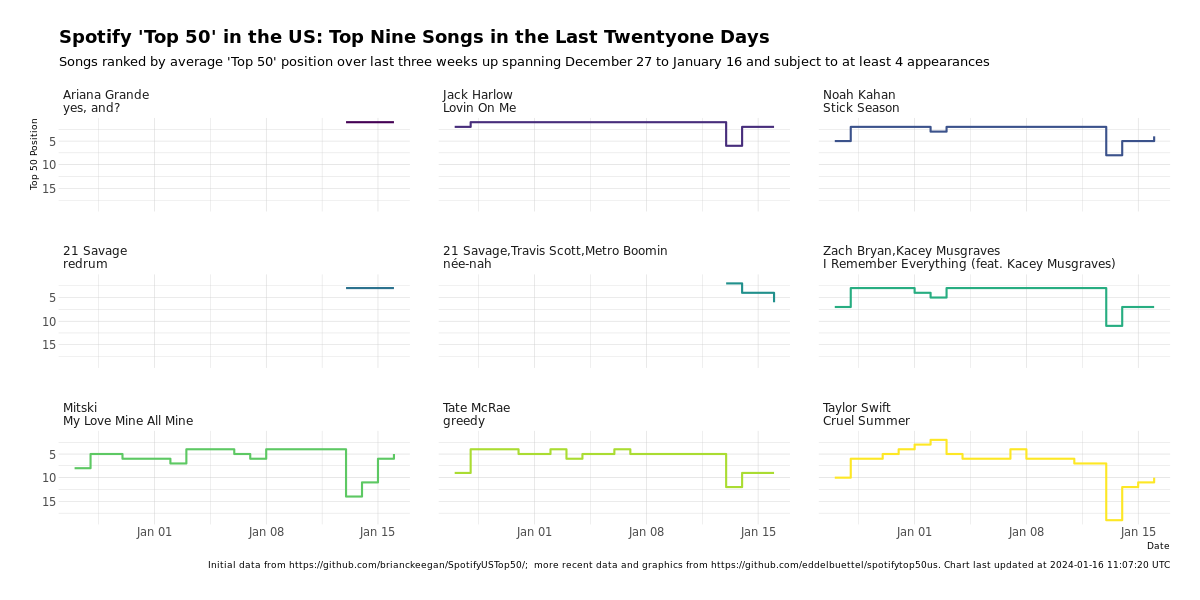 Spotify 'Top 50' in the US: Top Nine Songs in the Last Twentyone Days
Songs ranked by average 'Top 50' position over last three weeks up spanning December 27 to January 16 and subject to at least 4 appearances
Ariana Grande
yes, and?
Jack Harlow
Lovin On Me
Noah Kahan
Stick Season
Top 50 Position
5
10
15
21 Savage
redrum
21 Savage,Travis Scott,Metro Boomin
née-nah
Zach Bryan,Kacey Musgraves
I Remember Everything (feat. Kacey Musgraves)
5
10
15
Mitski
My Love Mine All Mine
Tate McRae
greedy
Taylor Swift
Cruel Summer
5
10
15
Jan 01 Jan 08 Jan 15 Jan 01 Jan 08 Jan 15 Jan 01 Jan 08 Jan 15
Date
Initial data from https://github.com/brianckeegan/SpotifyUSTop50/;  more recent data and graphics from https://github.com/eddelbuettel/spotifytop50us. Chart last updated at 2024-01-16 11:07:20 UTC